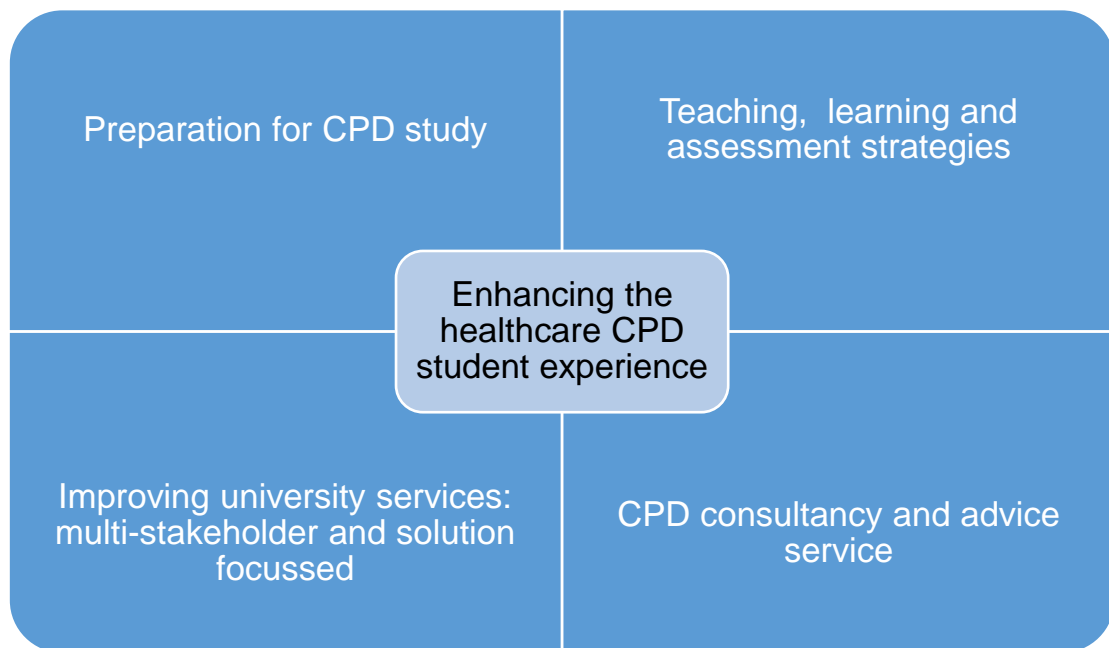 Preparation for CPD study
Teaching,  learning and
assessment strategies
Enhancing the
healthcare CPD
student experience
Improving university services:
multi-stakeholder and solution
focussed
CPD consultancy and advice
service